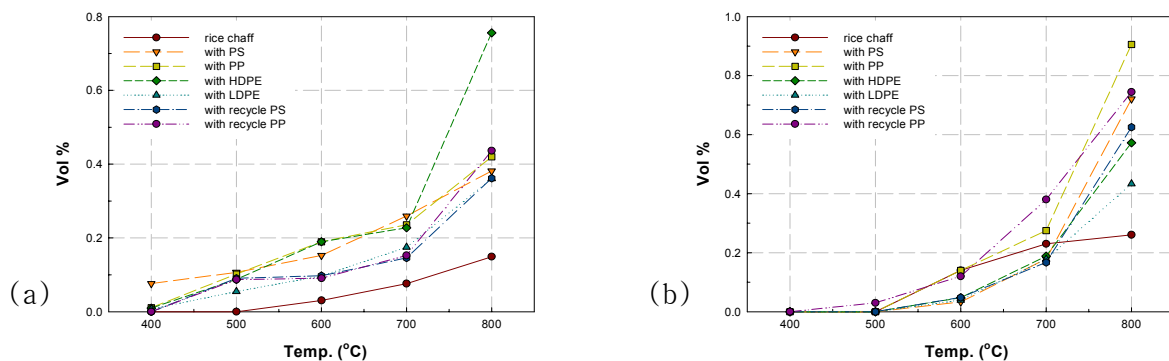 (a)
Vol %
0.8
0.6
0.4
0.2
0.0
rice chaff
with PS
with PP
with HDPE
with LDPE
with recycle PS
with recycle PP
400 500 600 700 800
Temp. (°C)
(b)
Vol %
1.0
0.8
0.6
0.4
0.2
0.0
rice chaff
with PS
with PP
with HDPE
with LDPE
with recycle PS
with recycle PP
400 500 600 700 800
Temp. (°C)